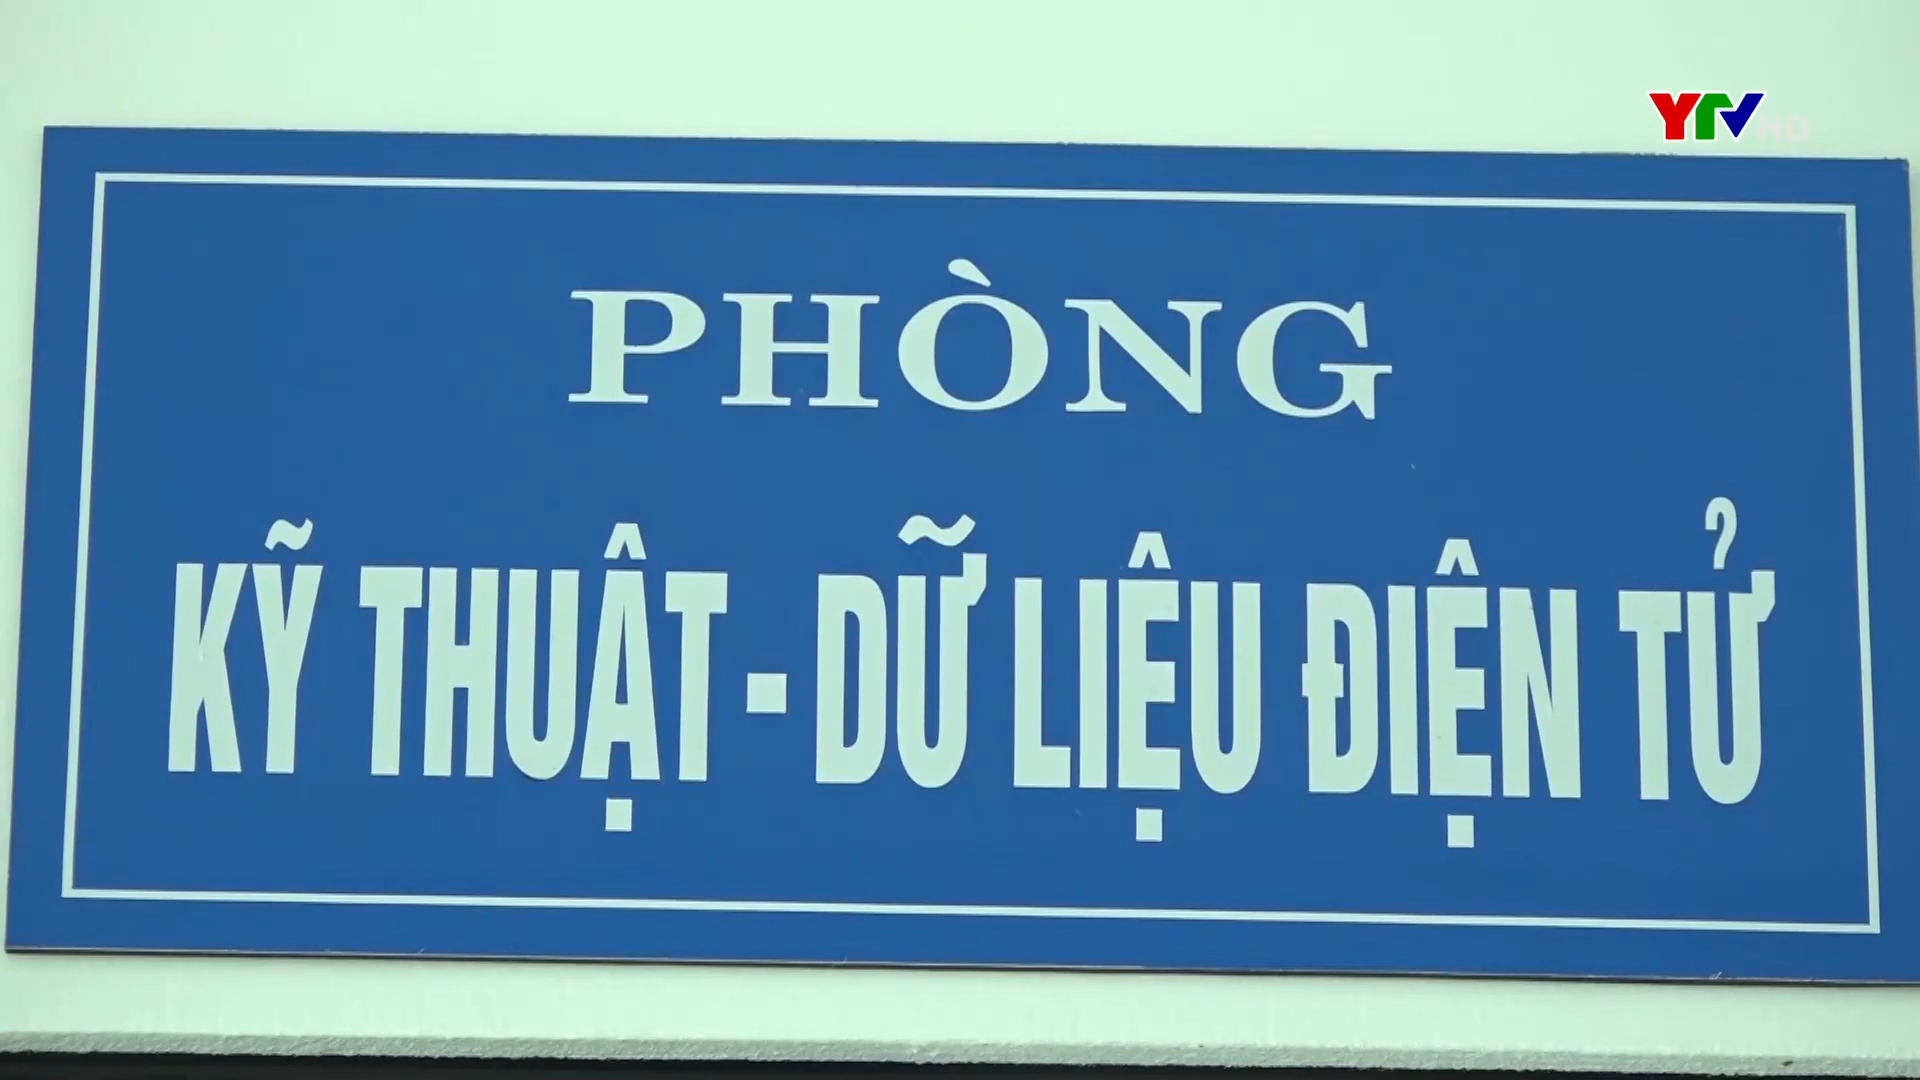 YTV HD
PHÒNG
KỸ THUẬT - DỮ LIỆU ĐIỆN TỬ